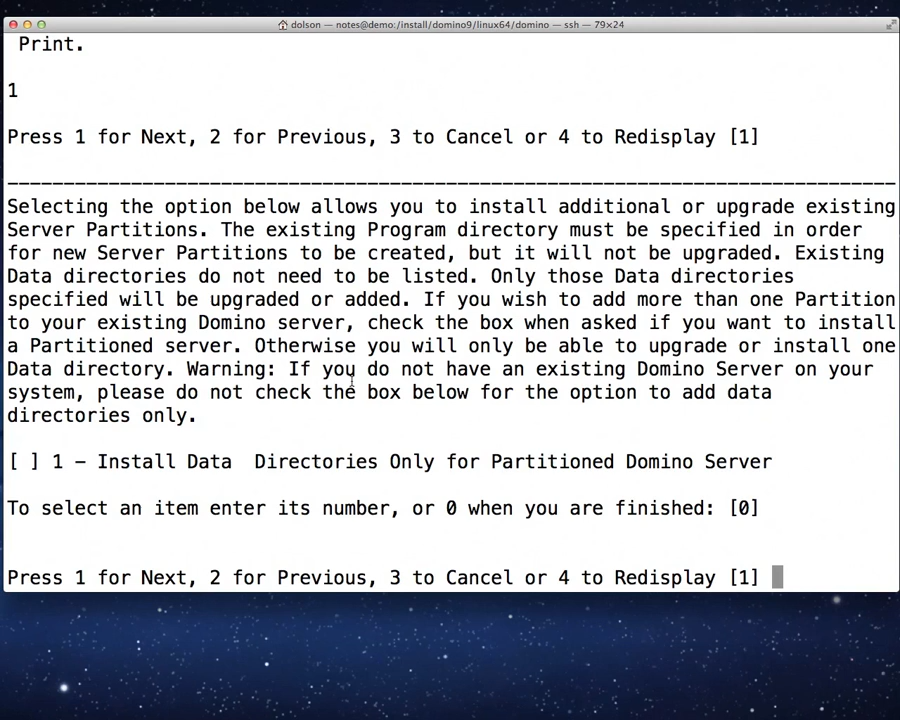 dolson — notes@demo:/install/domino9/linux64/domino — ssh — 79×24
Print.
1
Press 1 for Next, 2 for Previous, 3 to Cancel or 4 to Redisplay [1]
-------------------------------------------------------------------------------
Selecting the option below allows you to install additional or upgrade existing
Server Partitions. The existing Program directory must be specified in order
for new Server Partitions to be created, but it will not be upgraded. Existing
Data directories do not need to be listed. Only those Data directories
specified will be upgraded or added. If you wish to add more than one Partition
to your existing Domino server, check the box when asked if you want to install
a Partitioned server. Otherwise you will only be able to upgrade or install one
Data directory. Warning: If you do not have an existing Domino Server on your
system, please do not check the box below for the option to add data
directories only.
[ ] 1 - Install Data  Directories Only for Partitioned Domino Server
To select an item enter its number, or 0 when you are finished: [0]
Press 1 for Next, 2 for Previous, 3 to Cancel or 4 to Redisplay [1]